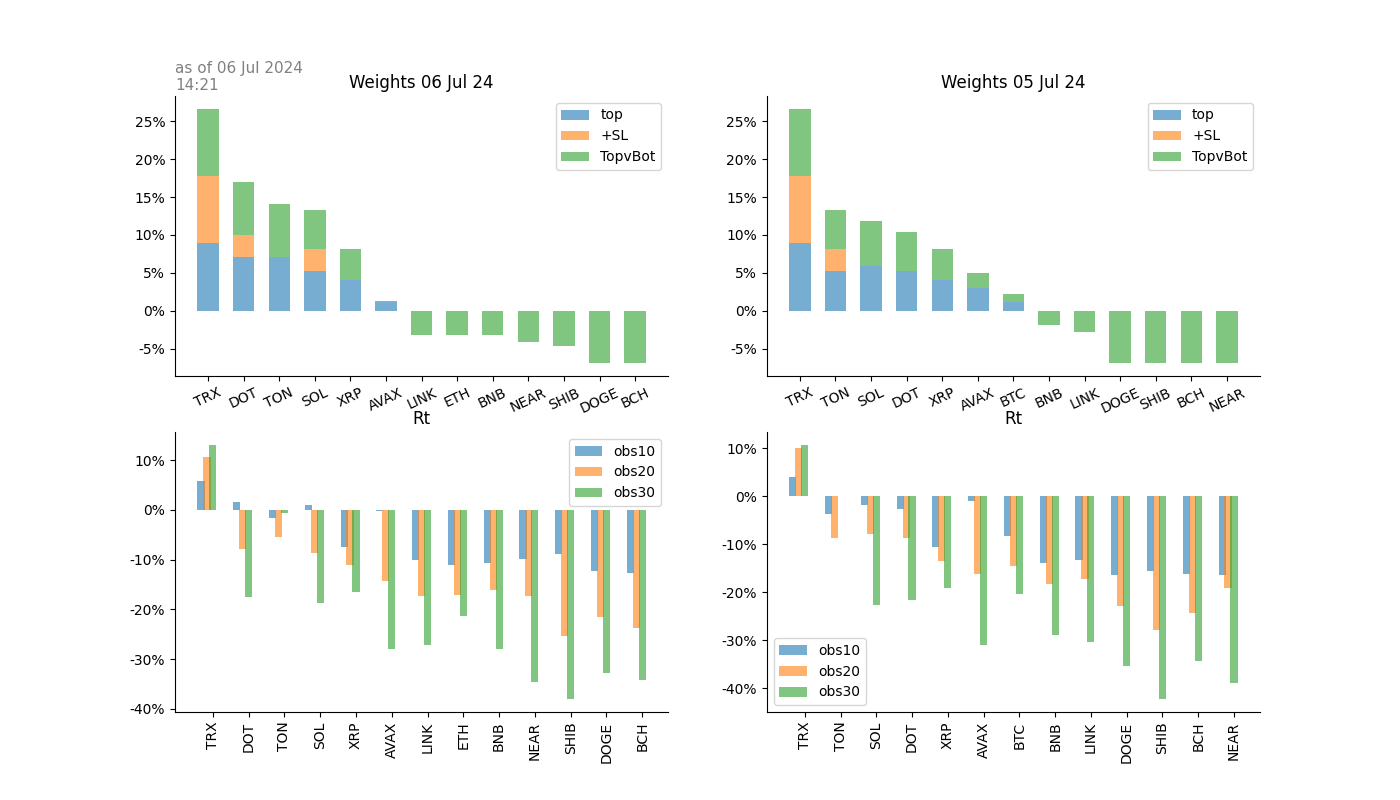 as of 06 Jul 2024
14:21
Weights 06 Jul 24
25%
20%
15%
10%
5%
0%
-5%
top
+SL
TopvBot
TRX DOT TON SOL XRP AVAX LINK ETH BNB NEAR SHIB DOGE BCH
Weights 05 Jul 24
25%
20%
15%
10%
5%
0%
-5%
top
+SL
TopvBot
TRX TON SOL DOT XRP AVAX BTC BNB LINK DOGE SHIB BCH NEAR
Rt
10%
0%
-10%
-20%
-30%
-40%
obs10
obs20
obs30
TRX DOT TON SOL XRP AVAX LINK ETH BNB NEAR SHIB DOGE BCH
Rt
10%
0%
-10%
-20%
-30%
-40%
obs10
obs20
obs30
TRX TON SOL DOT XRP AVAX BTC BNB LINK DOGE SHIB BCH NEAR